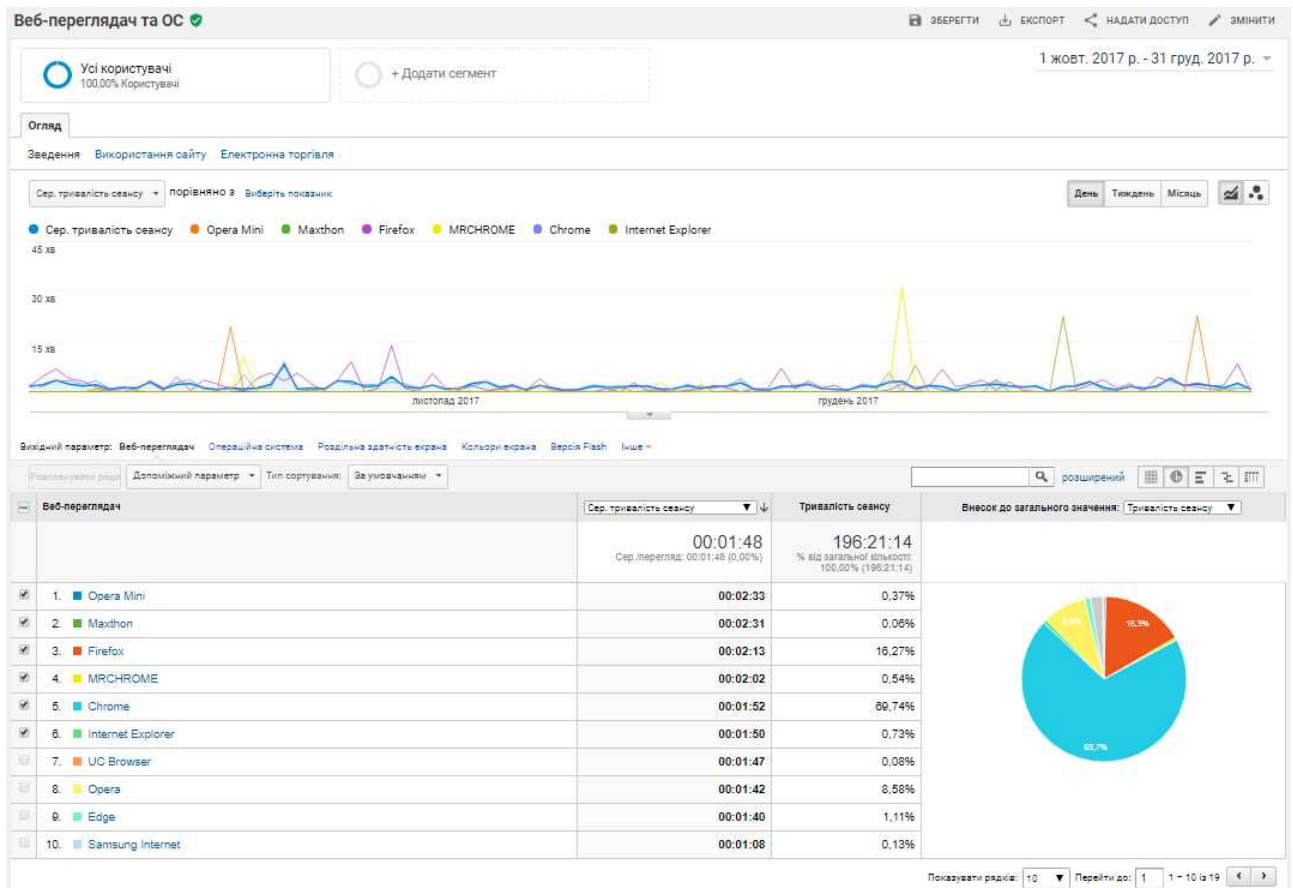 Веб-переглядач та ОС
ЗБЕРЕГТИ ЕКСПОРТ НАДАТИ ДОСТУП ЗМІНИТИ
Усі користувачі
100,00% Користувачі
+ Додати сегмент
1 жовт. 2017 р. - 31 груд. 2017 р.
Огляд
Зведення Використання сайту Електронна торгівля
Сер. тривалість сеансу порівняно з Виберіть показник
День Тиждень Місяць
Сер. тривалість сеансу Opera Mini Maxthon Firefox MRCHROME Chrome Internet Explorer
45 хв
30 хв
15 хв
листопад 2017 грудень 2017
Вихідний параметр: Веб-переглядач Операційна система Роздільна здатність екрана Кольори екрана Версія Flash Інше
Допоміжний параметр Тип сортування: За умовчанням
розширений
Веб-переглядач Сер. тривалість сеансу Тривалість сеансу Внесок до загального значення: Тривалість сеансу
00:01:48 196:21:14
Сер./перегляд: 00:01:48 (0,00%) % від загальної кількості: 100,00% (196:21:14)
1. Opera Mini 00:02:33 0,37%
2. Maxthon 00:02:31 0,06%
3. Firefox 00:02:13 16,27%
4. MRCHROME 00:02:02 0,54%
5. Chrome 00:01:52 69,74%
6. Internet Explorer 00:01:50 0,73%
7. UC Browser 00:01:47 0,08%
8. Opera 00:01:42 8,58%
9. Edge 00:01:40 1,11%
10. Samsung Internet 00:01:08 0,13%
16,3%
69,7%
Показувати рядків: 10 Перейти до: 1 1 – 10 із 19